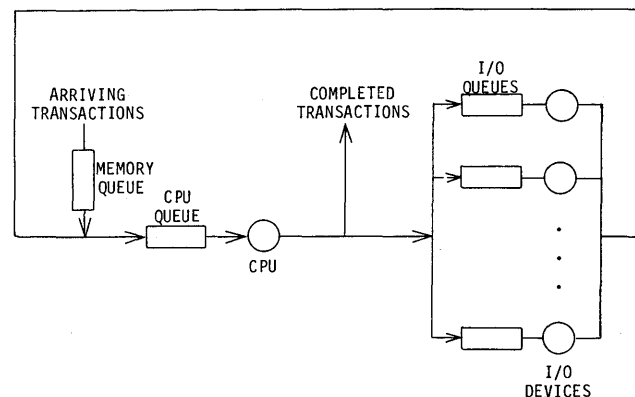 ARRIVING
TRANSACTIONS
MEMORY
QUEUE
CPU
QUEUE
CPU
COMPLETED
TRANSACTIONS
I/O
QUEUES
I/O
DEVICES